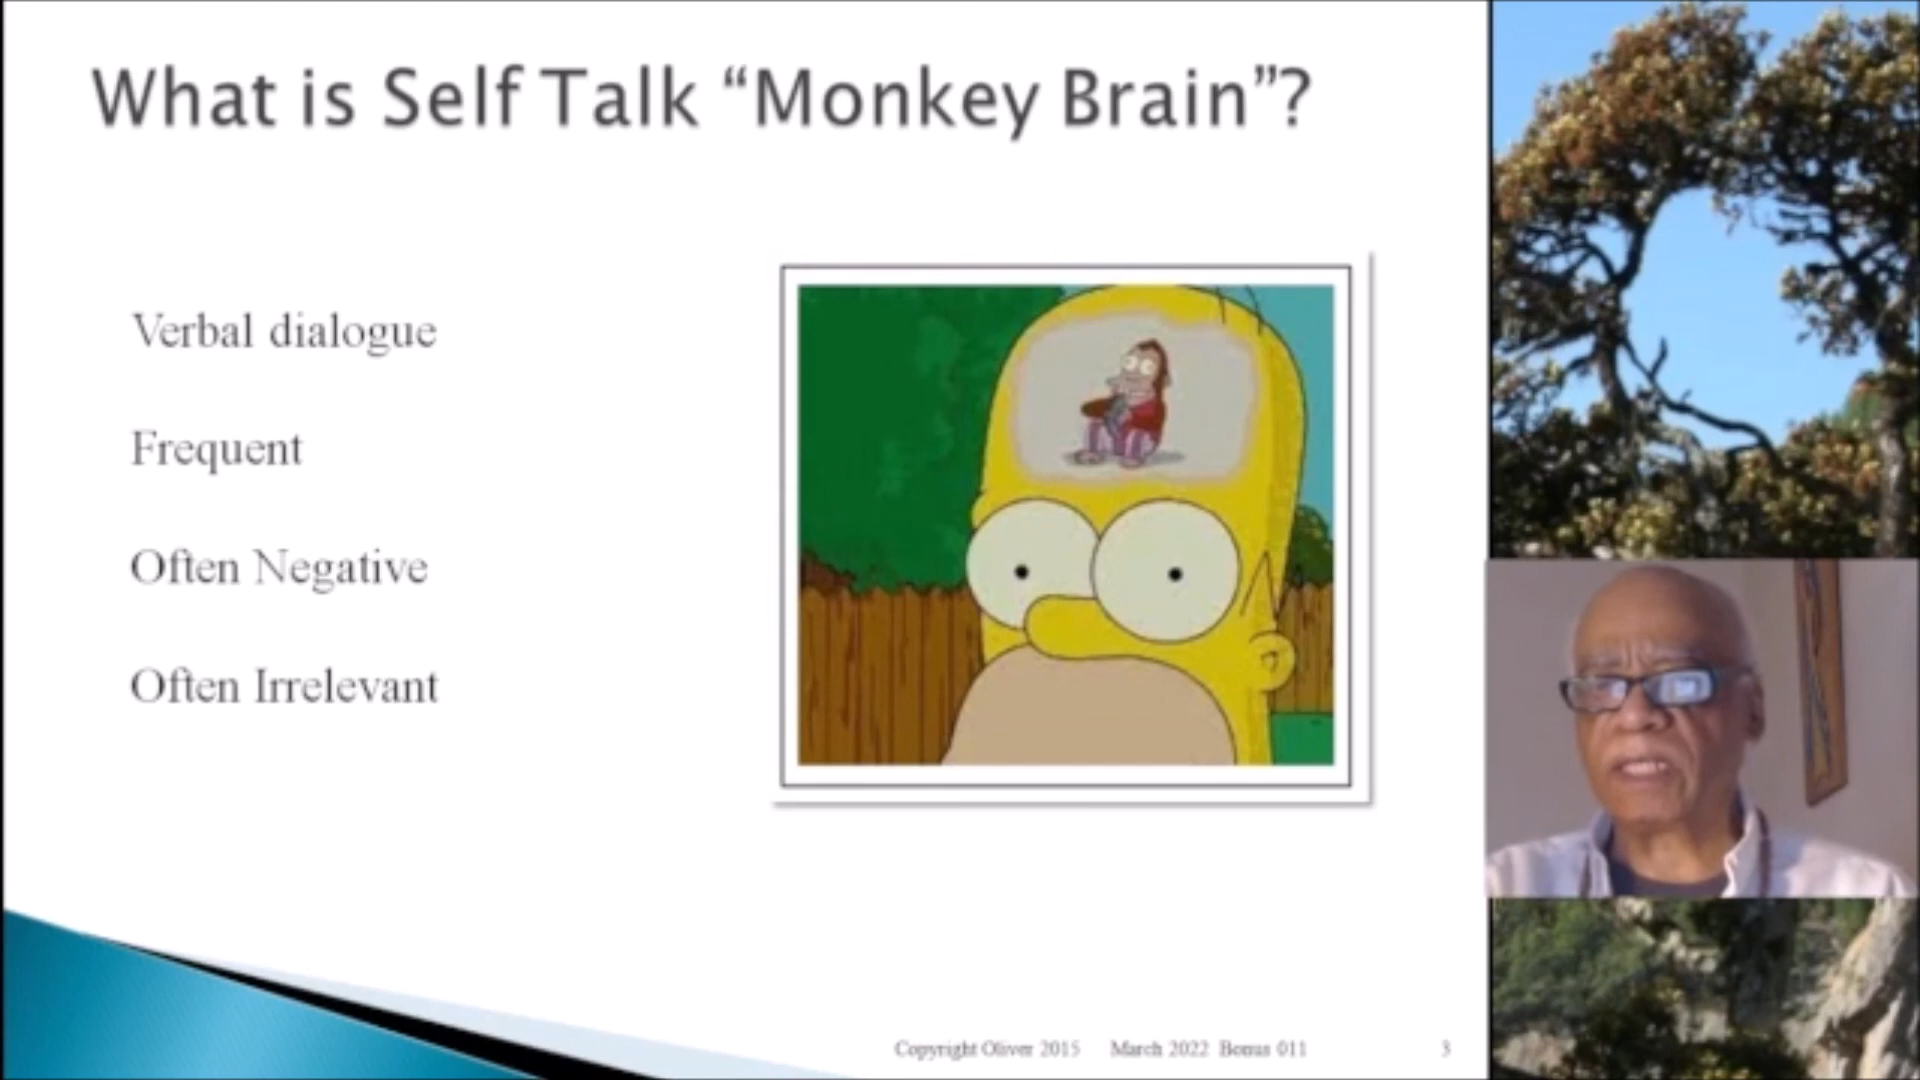 What is Self Talk “Monkey Brain”?
Verbal dialogue
Frequent
Often Negative
Often Irrelevant
Copyright Oliver 2015 March 2022 Bonus 011 3